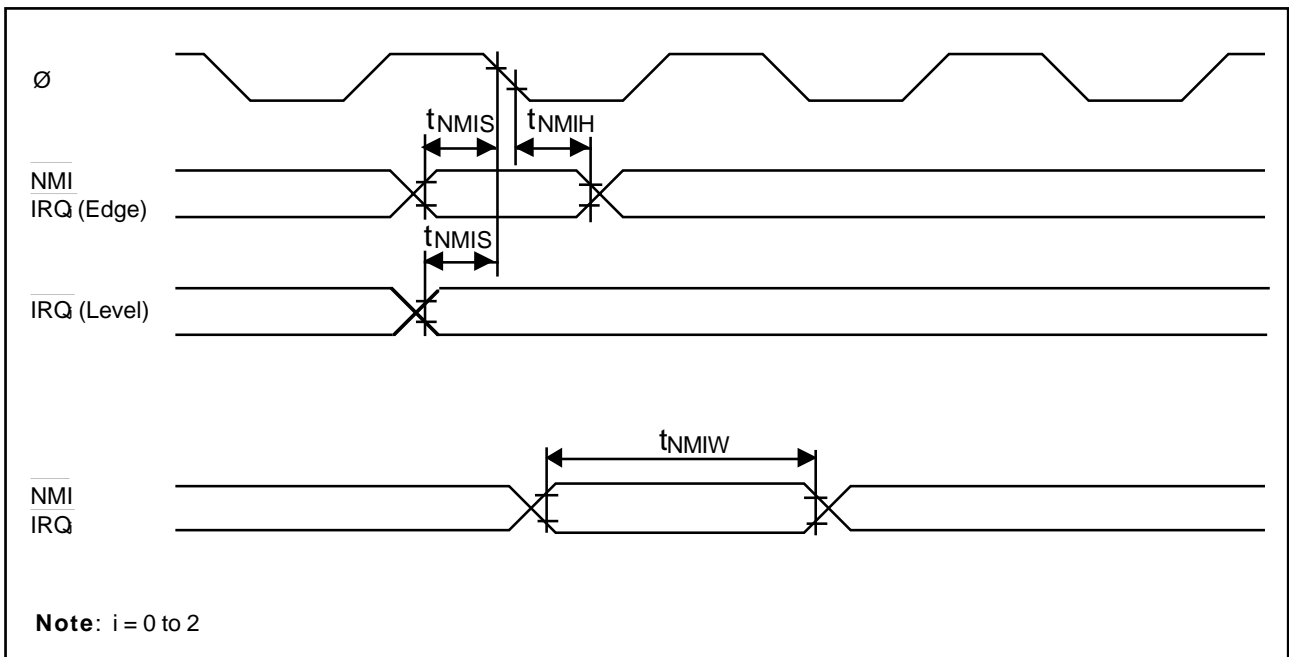 Ø
tNMIS
tNMIH
NMI
IRQi (Edge)
tNMIS
IRQi (Level)
tNMIW
NMI
IRQi
Note: i = 0 to 2